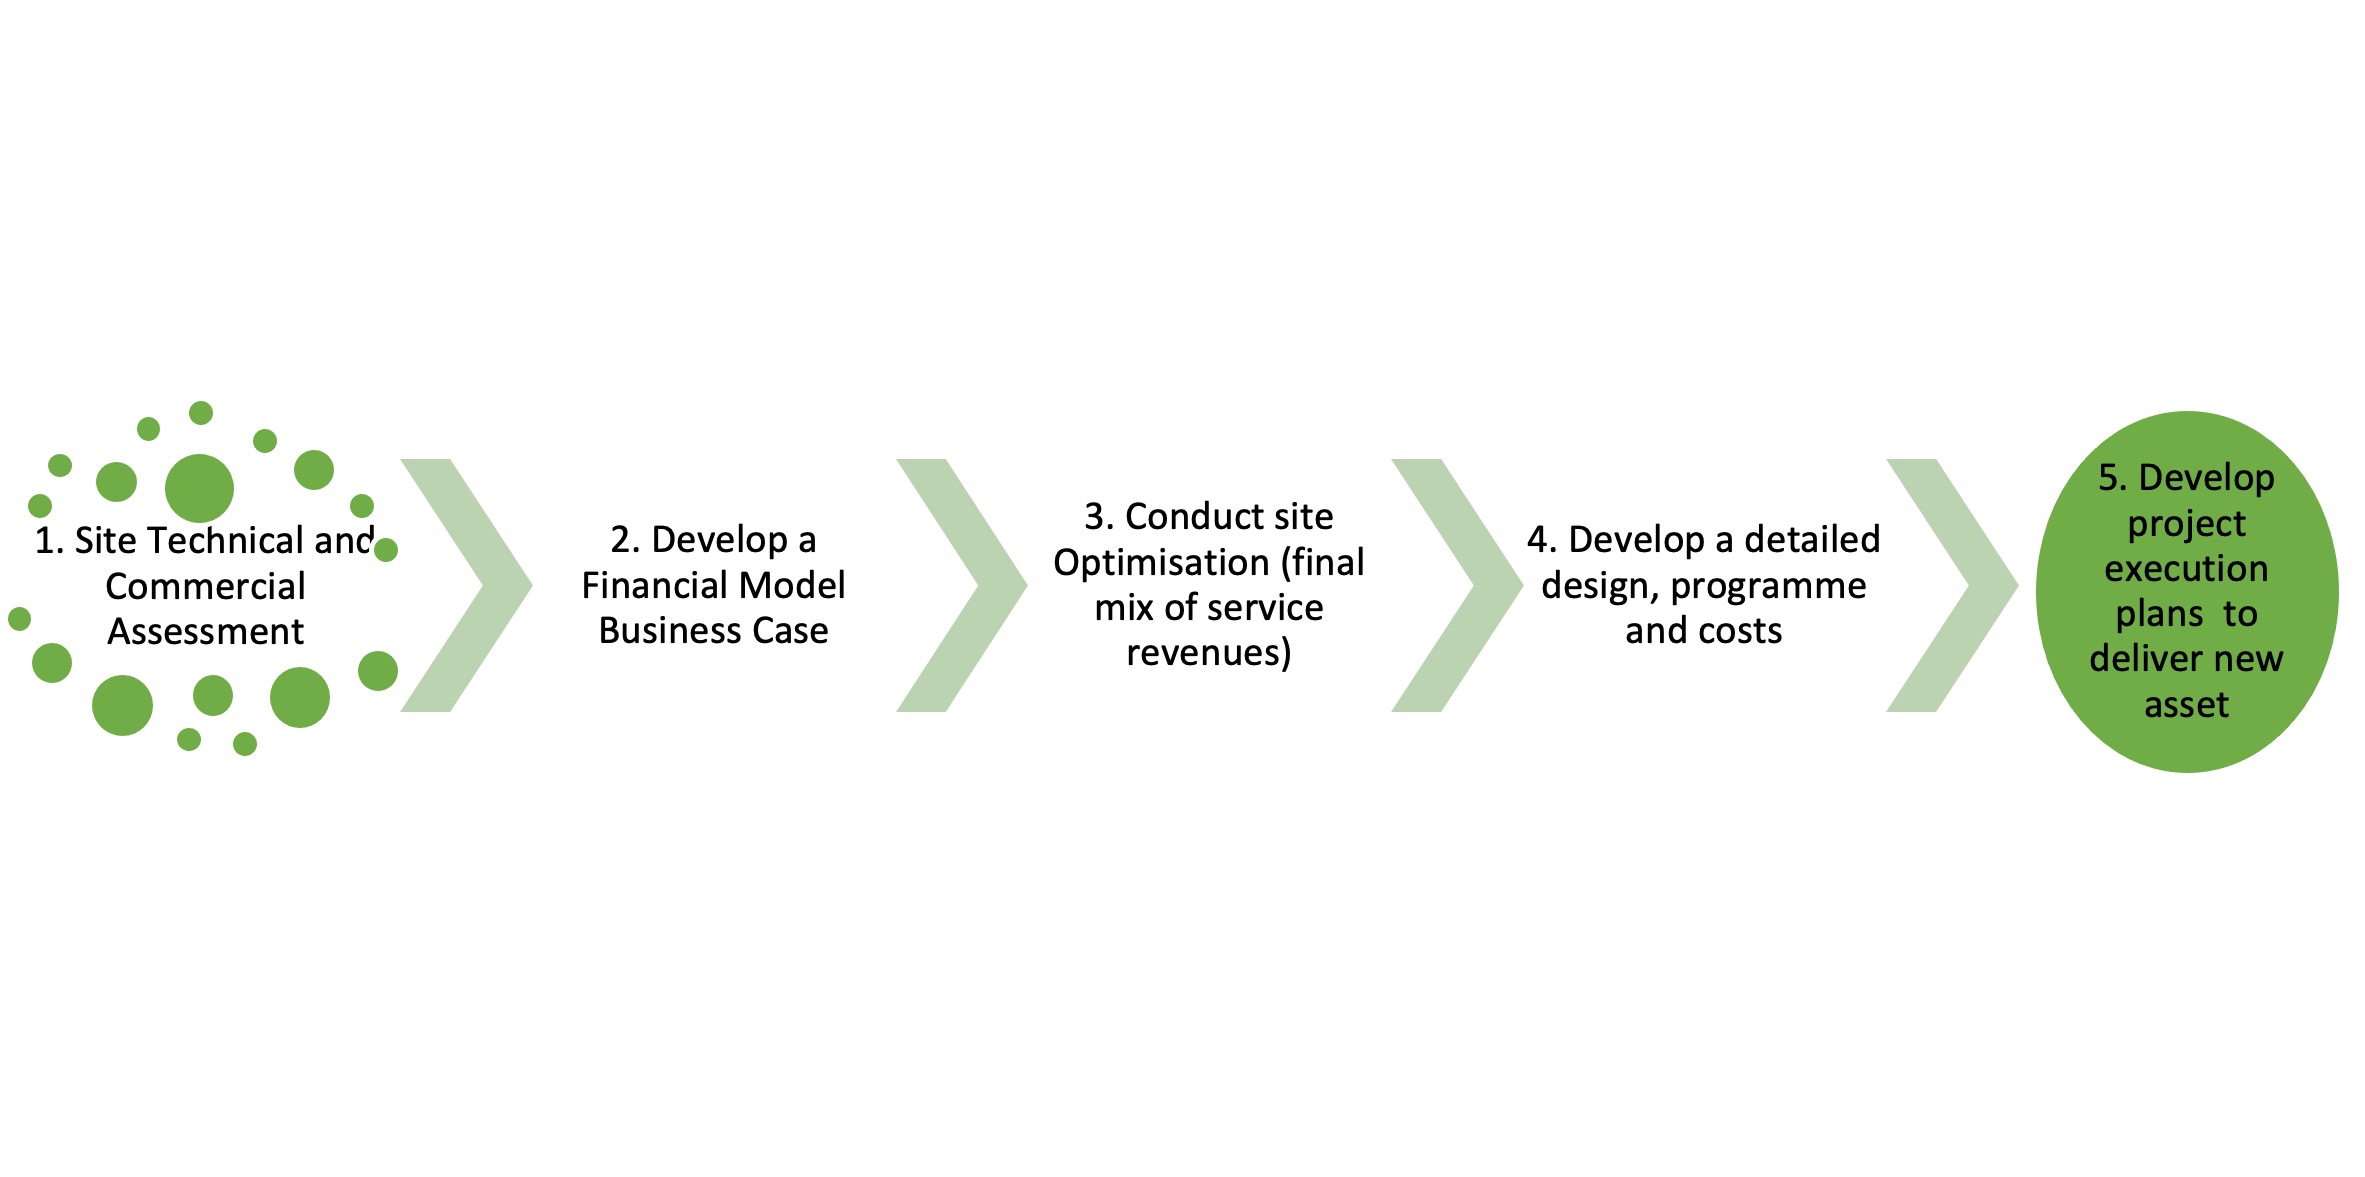 1. Site Technical and
Commercial
Assessment
2. Develop a
Financial Model
Business Case
3. Conduct site
Optimisation (final
mix of service
revenues)
4. Develop a detailed
design, programme
and costs
5. Develop
project
execution
plans  to
deliver new
asset